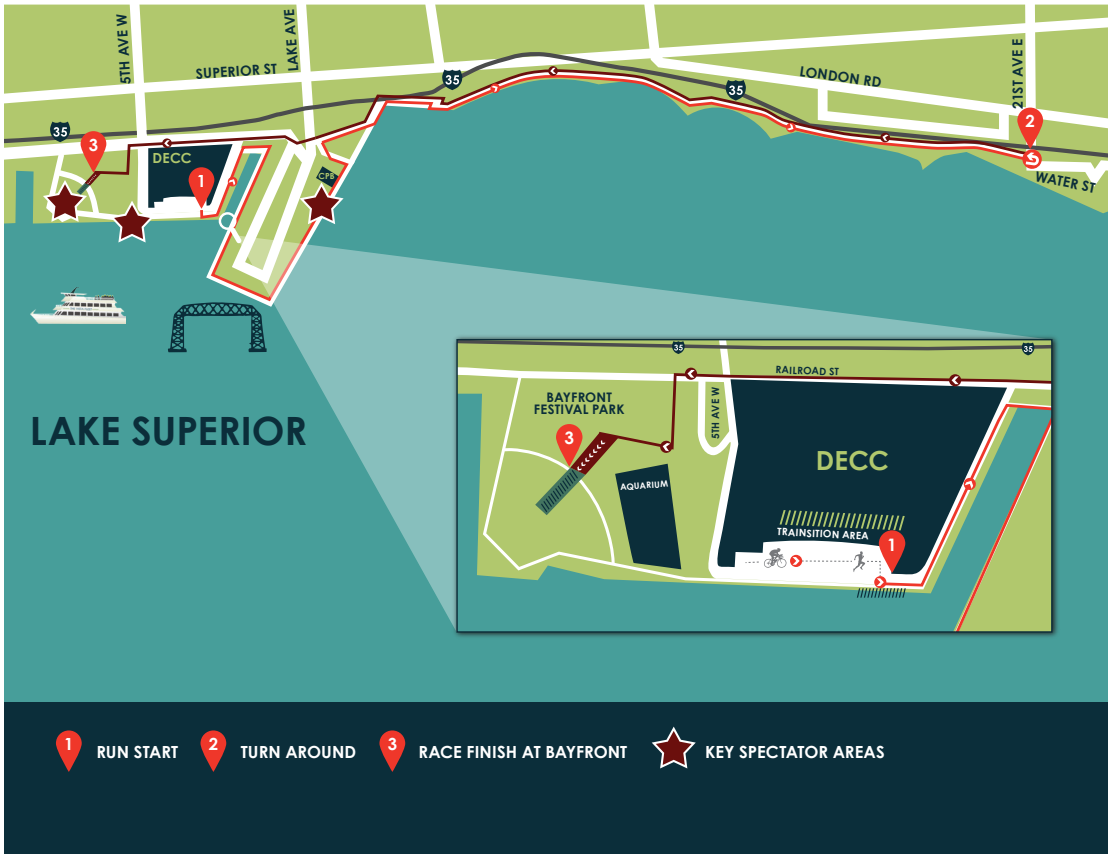 5TH AVE W
SUPERIOR ST
LAKE AVE
35
35
LONDON RD
21ST AVE E
2
35
3
DECC
1
CPB
WATER ST
LAKE SUPERIOR
35
35
RAILROAD ST
BAYFRONT
FESTIVAL PARK
5TH AVE W
3
DECC
AQUARIUM
TRAINSITION AREA
1
1 RUN START
2 TURN AROUND
3 RACE FINISH AT BAYFRONT
KEY SPECTATOR AREAS